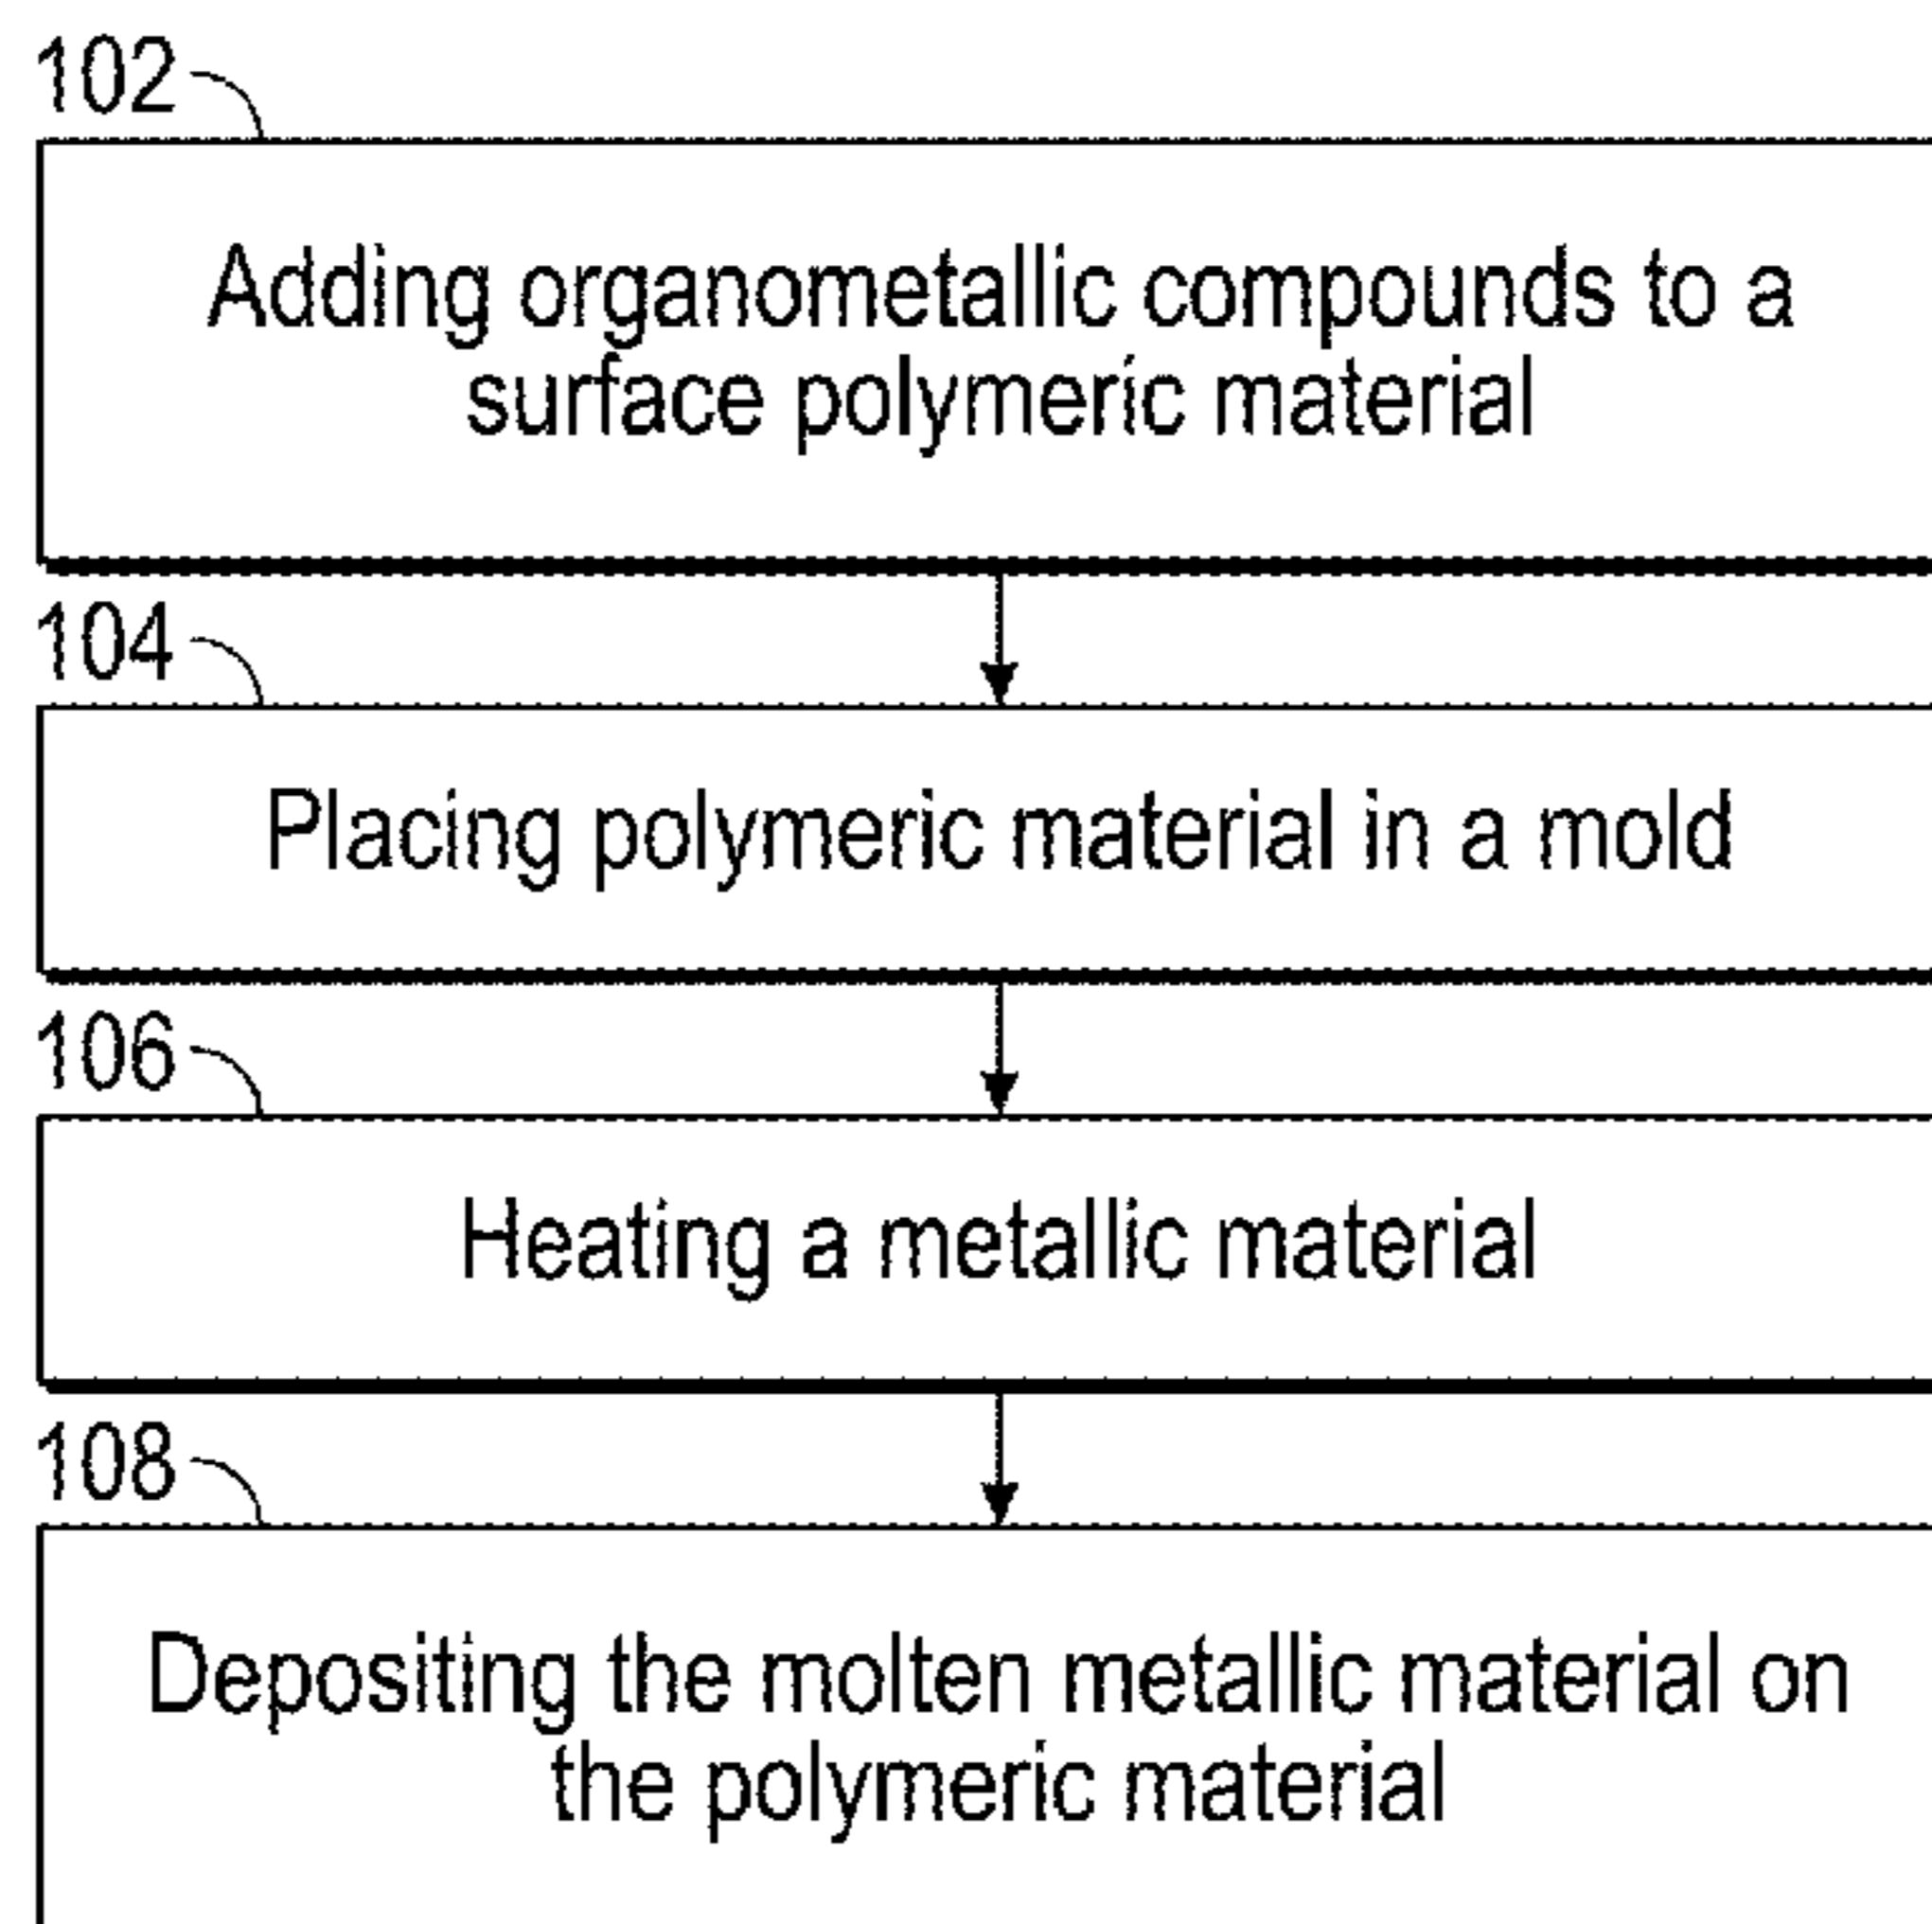 102
Adding organometallic compounds to a
surface polymeric material
104
Placing polymeric material in a mold
106
Heating a metallic material
108
Depositing the molten metallic material on
the polymeric material